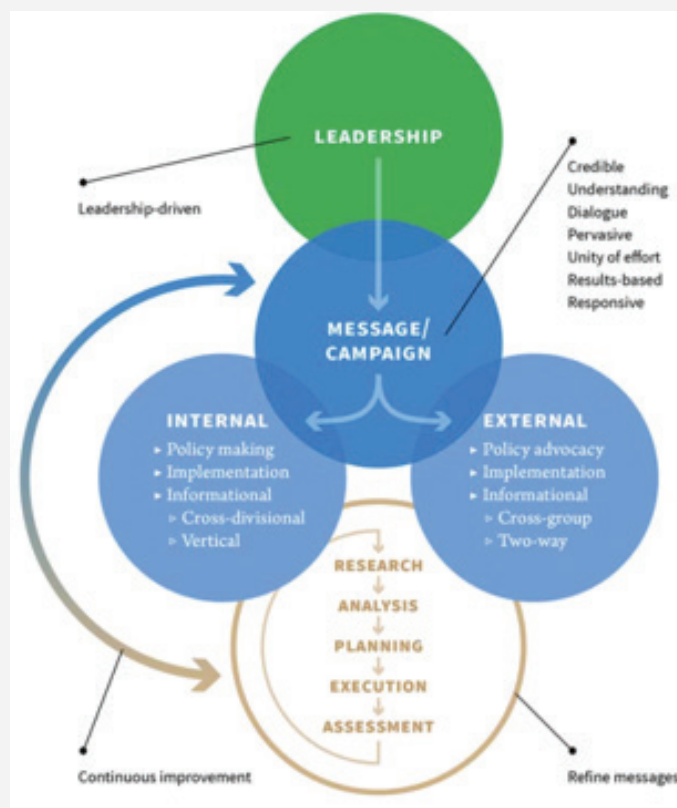 LEADERSHIP
Leadership-driven
Credible
Understanding
Dialogue
Pervasive
Unity of effort
Results-based
Responsive
MESSAGE/
CAMPAIGN
INTERNAL
▸ Policy making
▸ Implementation
▸ Informational
▹ Cross-divisional
▹ Vertical
EXTERNAL
▸ Policy advocacy
▸ Implementation
▸ Informational
▹ Cross-group
▹ Two-way
RESEARCH
ANALYSIS
PLANNING
EXECUTION
ASSESSMENT
Continuous improvement
Refine messages